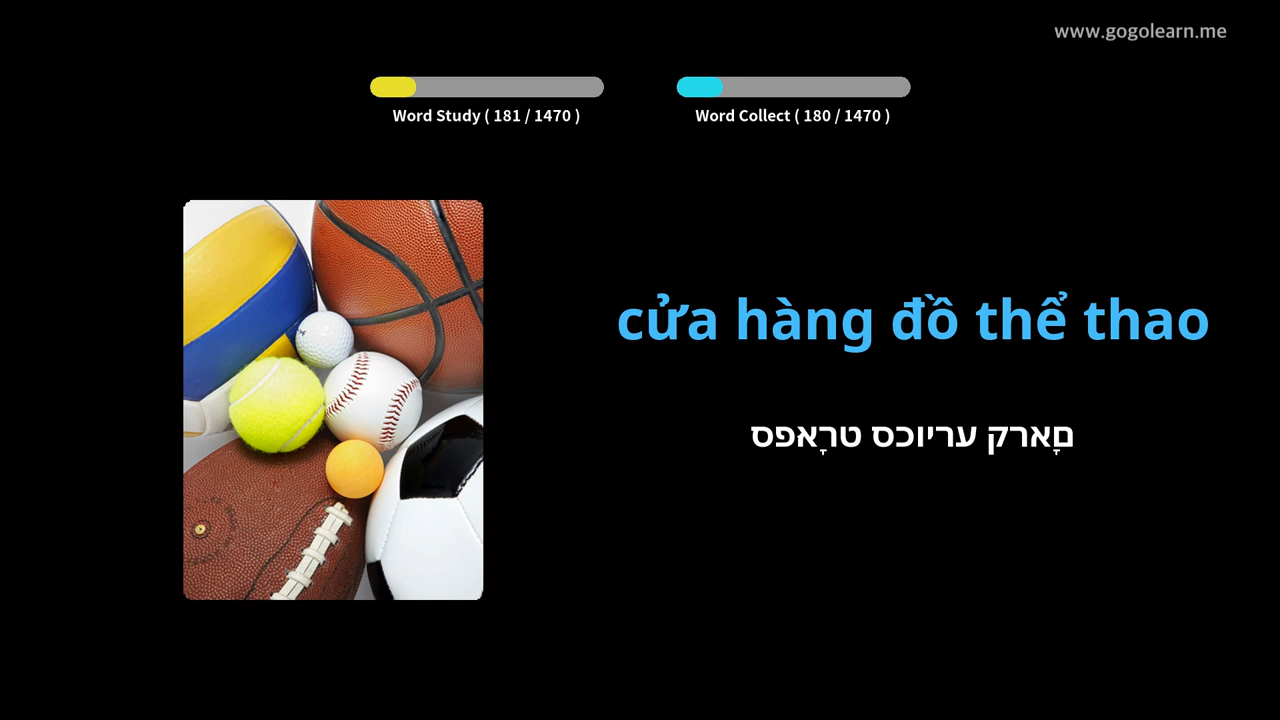 www.gogolearn.me
Word Study ( 181 / 1470 )
Word Collect ( 180 / 1470 )
cửa hàng đồ thể thao
םָארק עריוכס טרָאפס